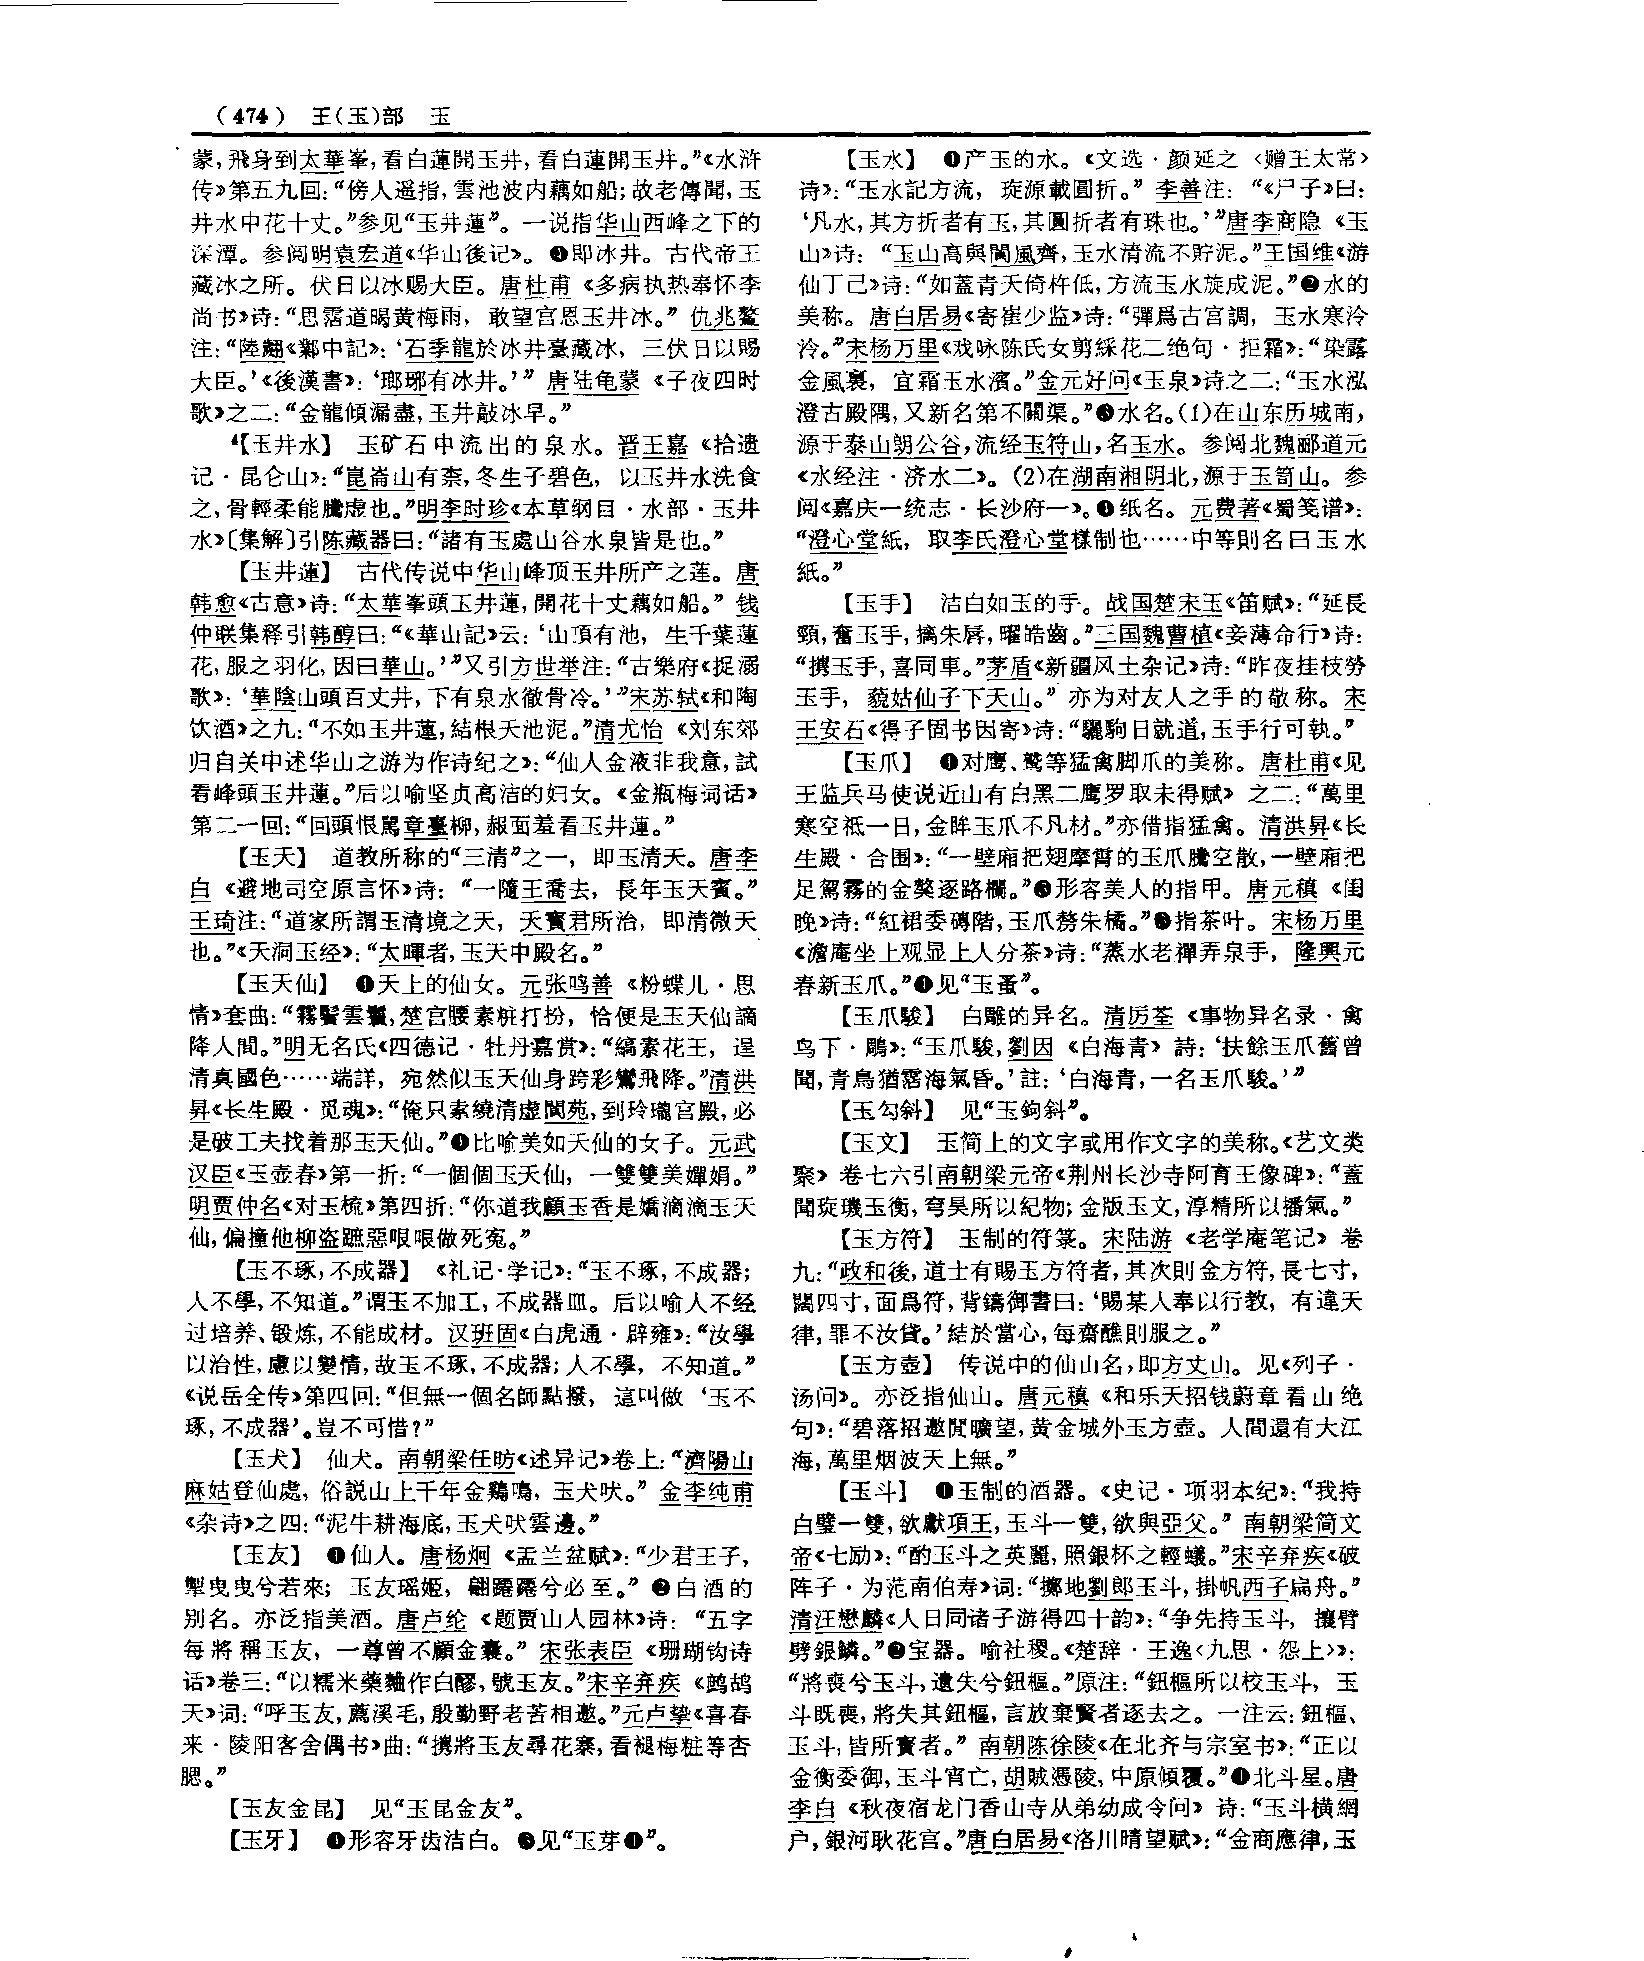 (474) 王(玉)部 玉
蒙,飛身到太華峯,看白蓮開玉井,看白蓮開玉井。”《水浒
传》第五九回:“傍人遥指,雲池波内藕如船;故老傳聞,玉
井水中花十丈。”参见“玉井蓮”。一说指华山西峰之下的
深潭。参阅明袁宏道《华山後记》。❸即冰井。古代帝王
藏冰之所。伏日以冰赐大臣。唐杜甫《多病执热奉怀李
尚书》诗:“思霑道暍黄梅雨,敢望宫恩玉井冰。”仇兆鳌
注:“陸翽《鄴中記》:‘石季龍於冰井臺藏冰,三伏日以賜
大臣。’《後漢書》:‘瑯琊有冰井。’”唐陆龟蒙《子夜四时
歌》之二:“金龍傾漏盡,玉井敲冰早。”
【玉井水】 玉矿石中流出的泉水。晋王嘉《拾遗
记·昆仑山》:“崑崙山有柰,冬生子碧色,以玉井水洗食
之,骨輕柔能騰虚也。”明李时珍《本草纲目·水部·玉井
水》〔集解〕引陈藏器曰:“諸有玉處山谷水泉皆是也。”
【玉井蓮】 古代传说中华山峰顶玉井所产之莲。唐
韩愈《古意》诗:“太華峯頭玉井蓮,開花十丈藕如船。”钱
仲联集释引韩醇曰:“《華山記》云:‘山頂有池,生千葉蓮
花,服之羽化,因曰華山。’”又引方世举注:“古樂府《捉溺
歌》:‘華陰山頭百丈井,下有泉水徹骨冷。’”宋苏轼《和陶
饮酒》之九:“不如玉井蓮,結根天池泥。”清尤怡《刘东郊
归自关中述华山之游为作诗纪之》:“仙人金液非我意,試
看峰頭玉井蓮。”后以喻坚贞高洁的妇女。《金瓶梅词话》
第二一回:“回頭恨駡章臺柳,赧面羞看玉井蓮。”
【玉天】 道教所称的“三清”之一,即玉清天。唐李
白《避地司空原言怀》诗:“一隨王喬去,長年玉天賓。”
王琦注:“道家所謂玉清境之天,天寶君所治,即清微天
也。”《天洞玉经》:“太暉者,玉天中殿名。”
【玉天仙】 ❶天上的仙女。元张鸣善《粉蝶儿·思
情》套曲:“霧鬢雲鬟,楚宫腰素粧打扮,恰便是玉天仙謫
降人間。”明无名氏《四德记·牡丹嘉赏》:“縞素花王,逞
清真國色……端詳,宛然似玉天仙身跨彩鸞飛降。”清洪
昇《长生殿·觅魂》:“俺只索繞清虚閬苑,到玲瓏宫殿,必
是破工夫找着那玉天仙。”❷比喻美如天仙的女子。元武
汉臣《玉壶春》第一折:“一個個玉天仙,一雙雙美嬋娟。”
明贾仲名《对玉梳》第四折:“你道我顧玉香是嬌滴滴玉天
仙,偏撞他柳盗蹠惡哏哏做死冤。”
【玉不琢,不成器】 《礼记·学记》:“玉不琢,不成器;
人不學,不知道。”谓玉不加工,不成器皿。后以喻人不经
过培养、锻炼,不能成材。汉班固《白虎通·辟雍》:“汝學
以治性,慮以變情,故玉不琢,不成器;人不學,不知道。”
《说岳全传》第四回:“但無一個名師點撥,這叫做‘玉不
琢,不成器’。豈不可惜?”
【玉犬】 仙犬。南朝梁任昉《述异记》卷上:“濟陽山
麻姑登仙處,俗説山上千年金鷄鳴,玉犬吠。”金李纯甫
《杂诗》之四:“泥牛耕海底,玉犬吠雲邊。”
【玉友】 ❶仙人。唐杨炯《盂兰盆赋》:“少君王子,
掣曳曳兮若來;玉友瑶姬,翩躚躚兮必至。”❷白酒的
别名。亦泛指美酒。唐卢纶《题贾山人园林》诗:“五字
每將稱玉友,一尊曾不顧金囊。”宋张表臣《珊瑚钩诗
话》卷三:“以糯米藥麯作白醪,號玉友。”宋辛弃疾《鹧鸪
天》词:“呼玉友,薦溪毛,殷勤野老苦相邀。”元卢挚《喜春
来·陵阳客舍偶书》曲:“携將玉友尋花寨,看褪梅粧等杏
腮。”
【玉友金昆】 见“玉昆金友”。
【玉牙】 ❶形容牙齿洁白。❷见“玉芽❶”。
【玉水】 ❶产玉的水。《文选·颜延之〈赠王太常〉
诗》:“玉水記方流,琁源載圓折。”李善注:“《尸子》曰:
‘凡水,其方折者有玉,其圓折者有珠也。’”唐李商隐《玉
山》诗:“玉山高與閬風齊,玉水清流不貯泥。”王国维《游
仙丁己》诗:“如蓋青天倚杵低,方流玉水旋成泥。”❷水的
美称。唐白居易《寄崔少监》诗:“彈爲古宫調,玉水寒泠
泠。”宋杨万里《戏咏陈氏女剪綵花二绝句·拒霜》:“染露
金風裏,宜霜玉水濱。”金元好问《玉泉》诗之二:“玉水泓
澄古殿隅,又新名第不關渠。”❸水名。(1)在山东历城南,
源于泰山朗公谷,流经玉符山,名玉水。参阅北魏郦道元
《水经注·济水二》。(2)在湖南湘阴北,源于玉笥山。参
阅《嘉庆一统志·长沙府一》。❹纸名。元费著《蜀笺谱》:
“澄心堂紙,取李氏澄心堂樣制也……中等則名曰玉水
紙。”
【玉手】 洁白如玉的手。战国楚宋玉《笛赋》:“延長
頸,奮玉手,摛朱唇,曜皓齒。”三国魏曹植《妾薄命行》诗:
“携玉手,喜同車。”茅盾《新疆风土杂记》诗:“昨夜挂枝勞
玉手,藐姑仙子下天山。”亦为对友人之手的敬称。宋
王安石《得子固书因寄》诗:“驪駒日就道,玉手行可執。”
【玉爪】 ❶对鹰、鹫等猛禽脚爪的美称。唐杜甫《见
王监兵马使说近山有白黑二鹰罗取未得赋》之二:“萬里
寒空祗一日,金眸玉爪不凡材。”亦借指猛禽。清洪昇《长
生殿·合围》:“一壁廂把翅摩霄的玉爪騰空散,一壁廂把
足駕霧的金獒逐路攔。”❷形容美人的指甲。唐元稹《闺
晚》诗:“紅裙委磚階,玉爪剺朱橘。”❸指茶叶。宋杨万里
《澹庵坐上观显上人分茶》诗:“蒸水老禪弄泉手,隆興元
春新玉爪。”❹见“玉蚤”。
【玉爪駿】 白雕的异名。清厉荃《事物异名录·禽
鸟下·鵰》:“玉爪駿,劉因《白海青》詩:‘扶餘玉爪舊曾
聞,青鳥猶霑海氣昏。’註:‘白海青,一名玉爪駿。’”
【玉勾斜】 见“玉鉤斜”。
【玉文】 玉简上的文字或用作文字的美称。《艺文类
聚》卷七六引南朝梁元帝《荆州长沙寺阿育王像碑》:“蓋
聞琁璣玉衡,穹昊所以紀物;金版玉文,淳精所以播氣。”
【玉方符】 玉制的符箓。宋陆游《老学庵笔记》卷
九:“政和後,道士有賜玉方符者,其次則金方符,長七寸,
闊四寸,面爲符,背鑄御書曰:‘賜某人奉以行教,有違天
律,罪不汝貸。’結於當心,每齋醮則服之。”
【玉方壺】 传说中的仙山名,即方丈山。见《列子·
汤问》。亦泛指仙山。唐元稹《和乐天招钱蔚章看山绝
句》:“碧落招邀閒曠望,黄金城外玉方壺。人間還有大江
海,萬里烟波天上無。”
【玉斗】 ❶玉制的酒器。《史记·项羽本纪》:“我持
白璧一雙,欲獻項王,玉斗一雙,欲與亞父。”南朝梁简文
帝《七励》:“酌玉斗之英麗,照銀杯之輕蟻。”宋辛弃疾《破
阵子·为范南伯寿》词:“擲地劉郎玉斗,掛帆西子扁舟。”
清汪懋麟《人日同诸子游得四十韵》:“争先持玉斗,攘臂
劈銀鱗。”❷宝器。喻社稷。《楚辞·王逸〈九思·怨上〉》:
“將喪兮玉斗,遺失兮鈕樞。”原注:“鈕樞所以校玉斗,玉
斗既喪,將失其鈕樞,言放棄賢者逐去之。一注云:鈕樞、
玉斗,皆所寶者。”南朝陈徐陵《在北齐与宗室书》:“正以
金衡委御,玉斗宵亡,胡賊憑陵,中原傾覆。”❸北斗星。唐
李白《秋夜宿龙门香山寺从弟幼成令问》诗:“玉斗横網
户,銀河耿花宫。”唐白居易《洛川晴望赋》:“金商應律,玉